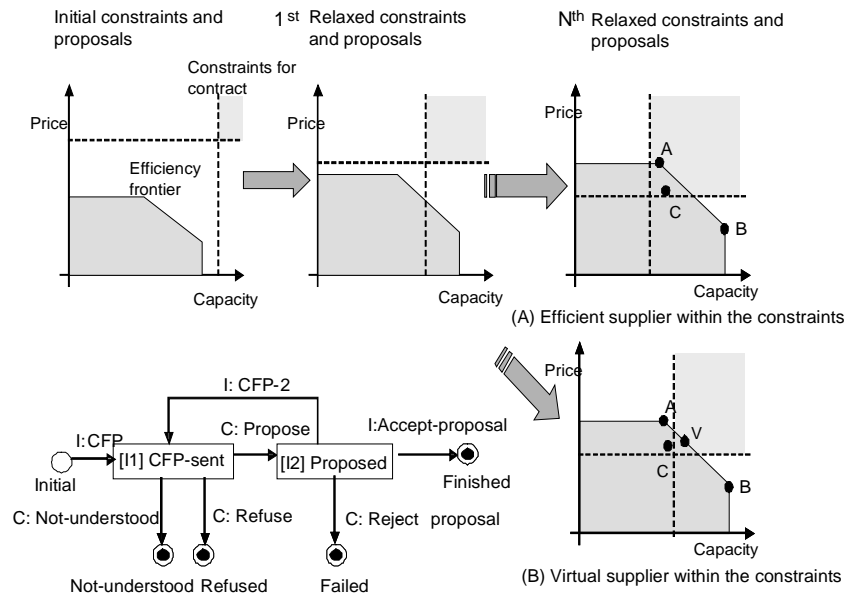 Initial constraints and
proposals
1st Relaxed constraints
and proposals
Nth Relaxed constraints and
proposals
Constraints for
contract
Price
Efficiency
frontier
Capacity
Price
Capacity
Price
A
C
B
Capacity
(A) Efficient supplier within the constraints
I: CFP-2
C: Propose
I:Accept-proposal
I:CFP
[I1] CFP-sent
[I2] Proposed
Initial
Finished
C: Not-understood
C: Refuse
C: Reject proposal
Not-understood
Refused
Failed
Price
A
V
C
B
Capacity
(B) Virtual supplier within the constraints